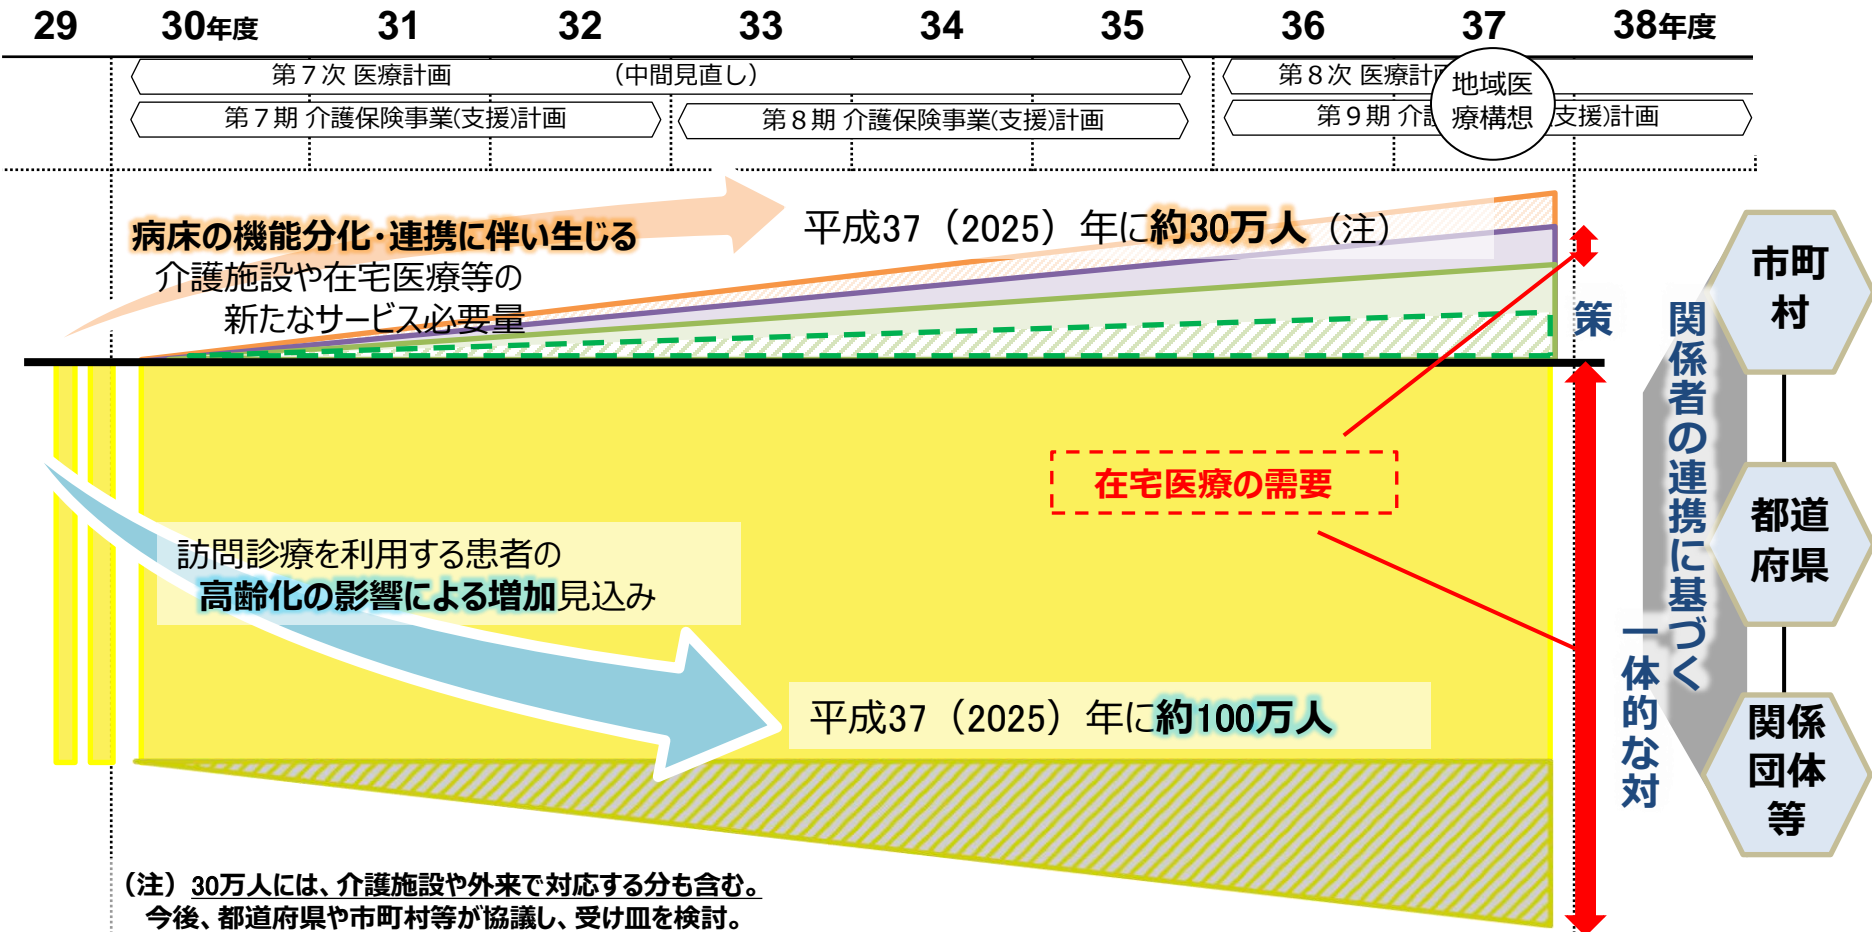 29 30年度 31 32 33 34 35 36 37 38年度
第７次 医療計画 （中間見直し）
第８次 医療計画
第７期 介護保険事業(支援)計画
第８期 介護保険事業(支援)計画
第９期 介護 支援)計画
地域医
療構想
病床の機能分化・連携に伴い生じる
介護施設や在宅医療等の
新たなサービス必要量
平成37（2025）年に約30万人（注）
在宅医療の需要
訪問診療を利用する患者の
高齢化の影響による増加見込み
平成37（2025）年に約100万人
関係者の連携に基づく
一体的な対
策
市町
村
都道
府県
関係
団体
等
（注）30万人には、介護施設や外来で対応する分も含む。
今後、都道府県や市町村等が協議し、受け皿を検討。